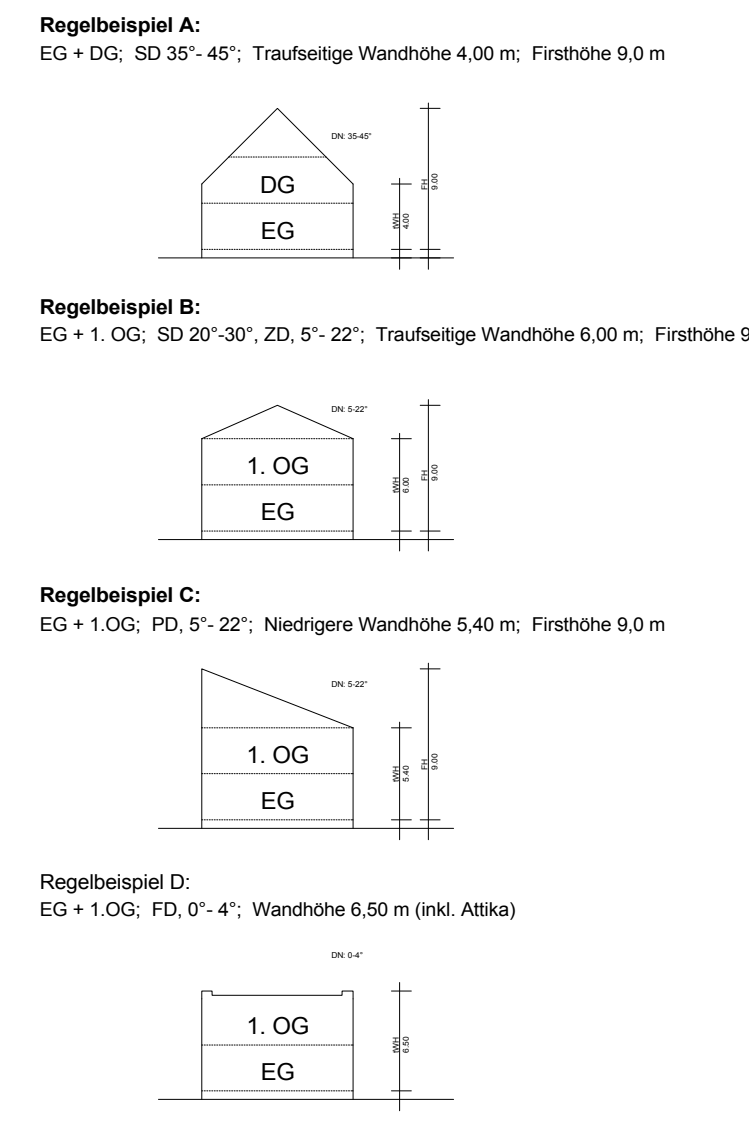 Regelbeispiel A:
EG + DG;  SD 35°- 45°;  Traufseitige Wandhöhe 4,00 m;  Firsthöhe 9,0 m
DN: 35-45°
DG
EG
tWH
4.00
FH
9.00
Regelbeispiel B:
EG + 1. OG;  SD 20°-30°, ZD, 5°- 22°;  Traufseitige Wandhöhe 6,00 m;  Firsthöhe 9
DN: 5-22°
1. OG
EG
tWH
6.00
FH
9.00
Regelbeispiel C:
EG + 1.OG;  PD, 5°- 22°;  Niedrigere Wandhöhe 5,40 m;  Firsthöhe 9,0 m
DN: 5-22°
1. OG
EG
tWH
5.40
FH
9.00
Regelbeispiel D:
EG + 1.OG;  FD, 0°- 4°;  Wandhöhe 6,50 m (inkl. Attika)
DN: 0-4°
1. OG
EG
tWH
6.50